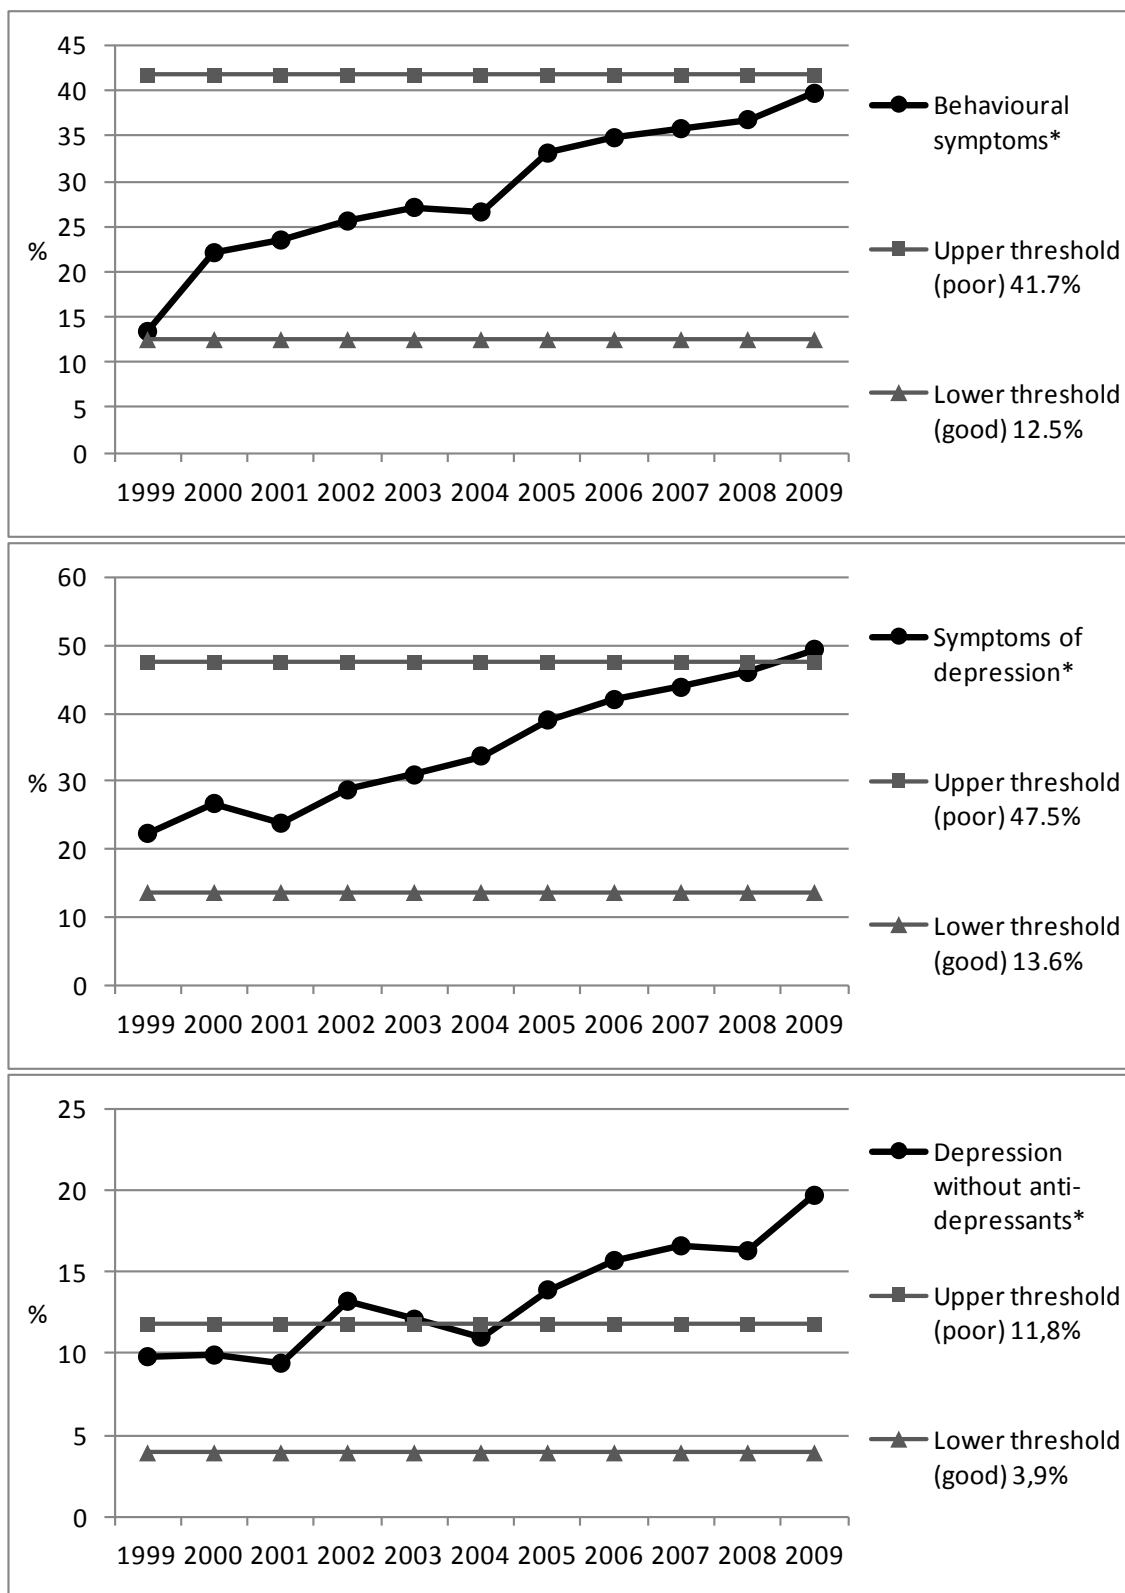 45
40
35
30
25
20
15
10
5
0
%
1999 2000 2001 2002 2003 2004 2005 2006 2007 2008 2009
Behavioural
symptoms*
Upper threshold
(poor) 41.7%
Lower threshold
(good) 12.5%
60
50
40
30
20
10
0
%
1999 2000 2001 2002 2003 2004 2005 2006 2007 2008 2009
Symptoms of
depression*
Upper threshold
(poor) 47.5%
Lower threshold
(good) 13.6%
25
20
15
10
5
0
%
1999 2000 2001 2002 2003 2004 2005 2006 2007 2008 2009
Depression
without anti-
depressants*
Upper threshold
(poor) 11,8%
Lower threshold
(good) 3,9%